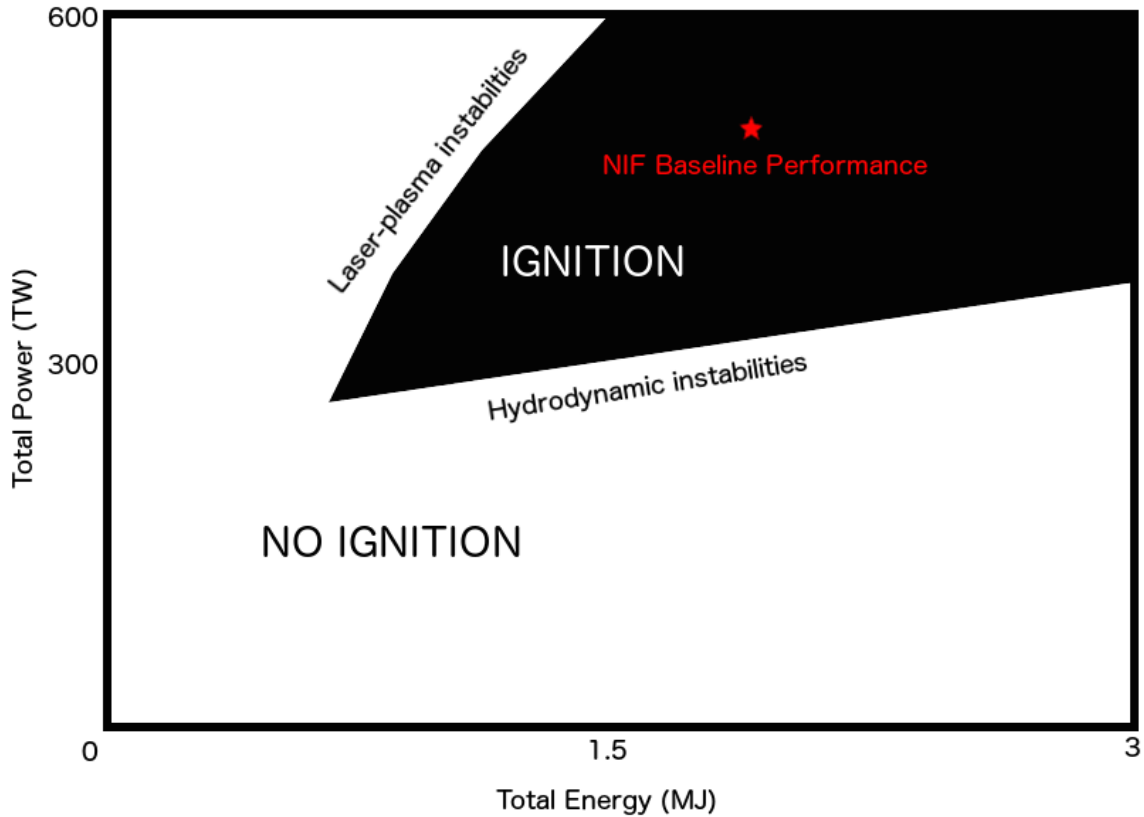 600
Laser-plasma instabilties
NIF Baseline Performance
IGNITION
Total Power (TW)
300
Hydrodynamic instabilities
NO IGNITION
0
1.5
3
Total Energy (MJ)